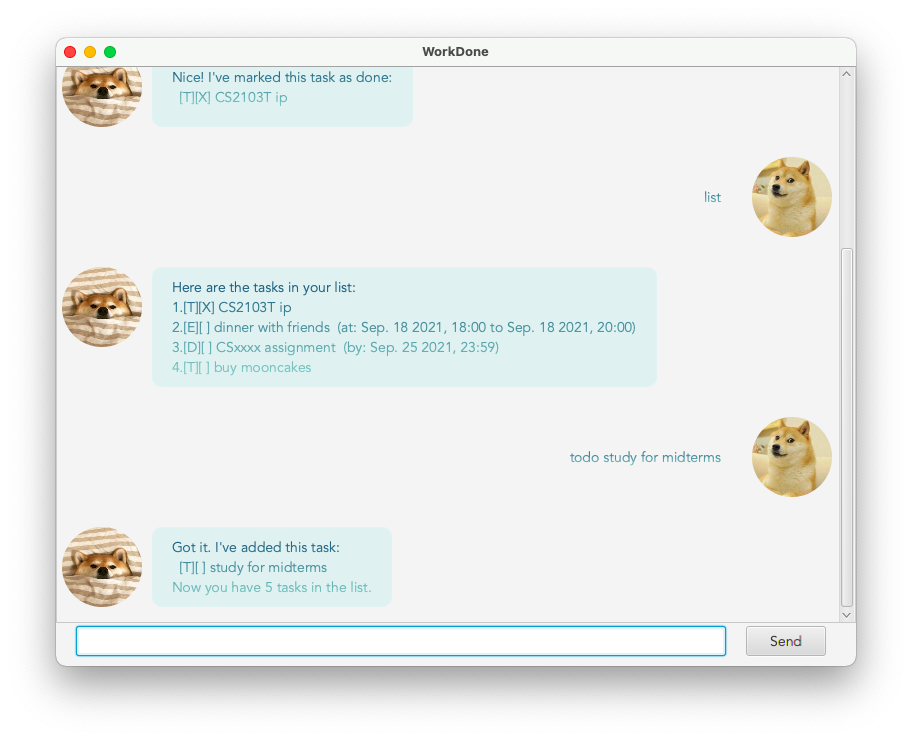 WorkDone
Nice! I've marked this task as done:
[T][X] CS2103T ip
list
Here are the tasks in your list:
1.[T][X] CS2103T ip
2.[E][ ] dinner with friends  (at: Sep. 18 2021, 18:00 to Sep. 18 2021, 20:00)
3.[D][ ] CSxxxx assignment  (by: Sep. 25 2021, 23:59)
4.[T][ ] buy mooncakes
todo study for midterms
Got it. I've added this task:
[T][ ] study for midterms
Now you have 5 tasks in the list.
Send